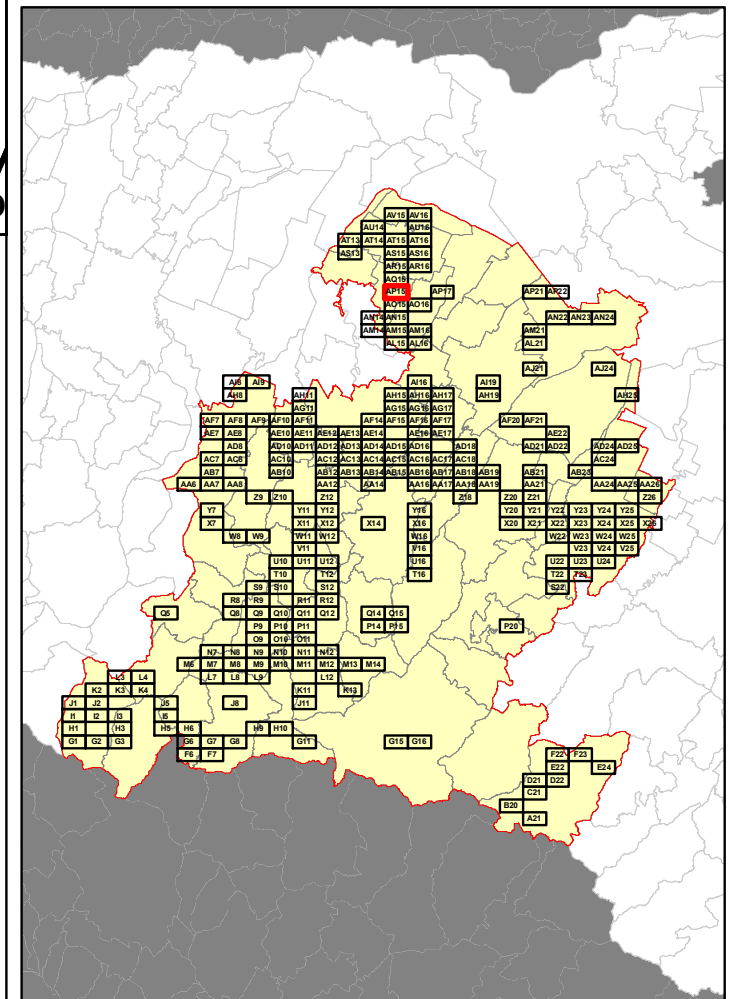 AV15 AV16
AU14 AU16
AT13 AT14 AT15 AT16
AS13 AS15 AS16
AR15 AR16
AQ15
AP15 AP17 AP21 AP22
AO15 AO16
AN14 AN15 AN22 AN23 AN24
AM14 AM15 AM16 AM21
AL15 AL16 AL21
AJ21 AJ24
AI8 AI9 AI16 AI19
AH8 AH11 AH15 AH16 AH17 AH19 AH25
AG11 AG15 AG16 AG17
AF7 AF8 AF9 AF10 AF11 AF14 AF15 AF16 AF20 AF21
AE7 AE8 AE10 AE11 AE12 AE13 AE14 AE16 AE17 AE22
AD8 AD10 AD11 AD12 AD13 AD14 AD15 AD16 AD18 AD21 AD22 AD24 AD25
AC7 AC8 AC10 AC12 AC13 AC14 AC15 AC16 AC17 AC18 AC24
AB7 AB10 AB12 AB13 AB14 AB15 AB16 AB17 AB18 AB19 AB21 AB23
AA6 AA7 AA8 AA12 AA14 AA16 AA17 AA18 AA19 AA21 AA24 AA25 AA26
Z9 Z10 Z12 Z18 Z20 Z21 Z26
Y7 Y11 Y12 Y16 Y20 Y21 Y22 Y23 Y24 Y25
X7 X11 X12 X14 X16 X20 X21 X22 X23 X24 X25 X26
W8 W9 W11 W12 W16 W22 W23 W24 W25
V11 V16 V23 V24 V25
U10 U11 U12 U16 U22 U23 U24
T10 T12 T16 T22 T23
S9 S10 S12 S22
R8 R9 R11 R12
Q5 Q8 Q9 Q10 Q11 Q12 Q14 Q15
P9 P10 P11 P14 P15 P20
O9 O10 O11
N7 N8 N9 N10 N11 N12
M6 M7 M8 M9 M10 M11 M12 M13 M14
L3 L4 L7 L8 L9 L12
K2 K3 K4 K11 K13
J1 J2 J5 J8 J11
I1 I2 I3 I5
H1 H3 H5 H6 H9 H10
G1 G2 G3 G6 G7 G8 G11 G15 G16
F6 F7 F22 F23
E22 E24
D21 D22
C21
B20
A21